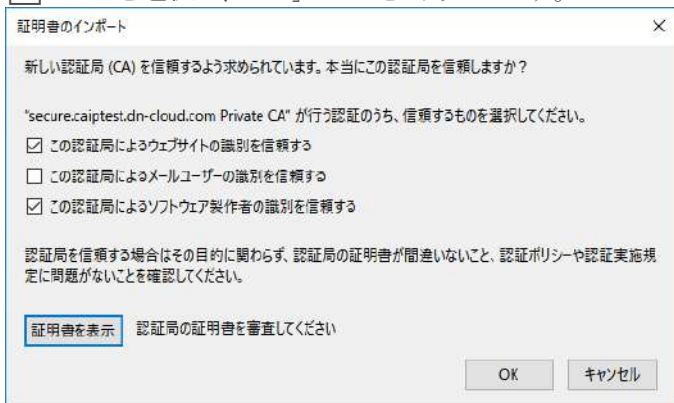 証明書のインポート
新しい認証局 (CA) を信頼するよう求められています。本当にこの認証局を信頼しますか？
"secure.caiptest.dn-cloud.com Private CA" が行う認証のうち、信頼するものを選択してください。
この認証局によるウェブサイトの識別を信頼する
この認証局によるメールユーザーの識別を信頼する
この認証局によるソフトウェア製作者の識別を信頼する
認証局を信頼する場合はその目的に関わらず、認証局の証明書が間違いないこと、認証ポリシーや認証実施規
定に問題がないことを確認してください。
証明書を表示 認証局の証明書を審査してください
OK キャンセル